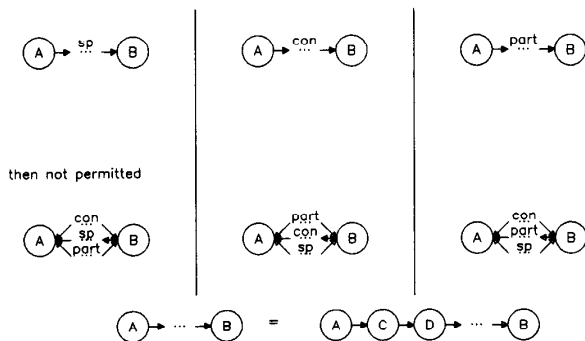 A sp ... B
A con ... B
A part ... B
then not permitted
A con ... sp ... part ... B
A part ... con ... sp ... B
A con ... part ... sp ... B
A ... B = A C D ... B